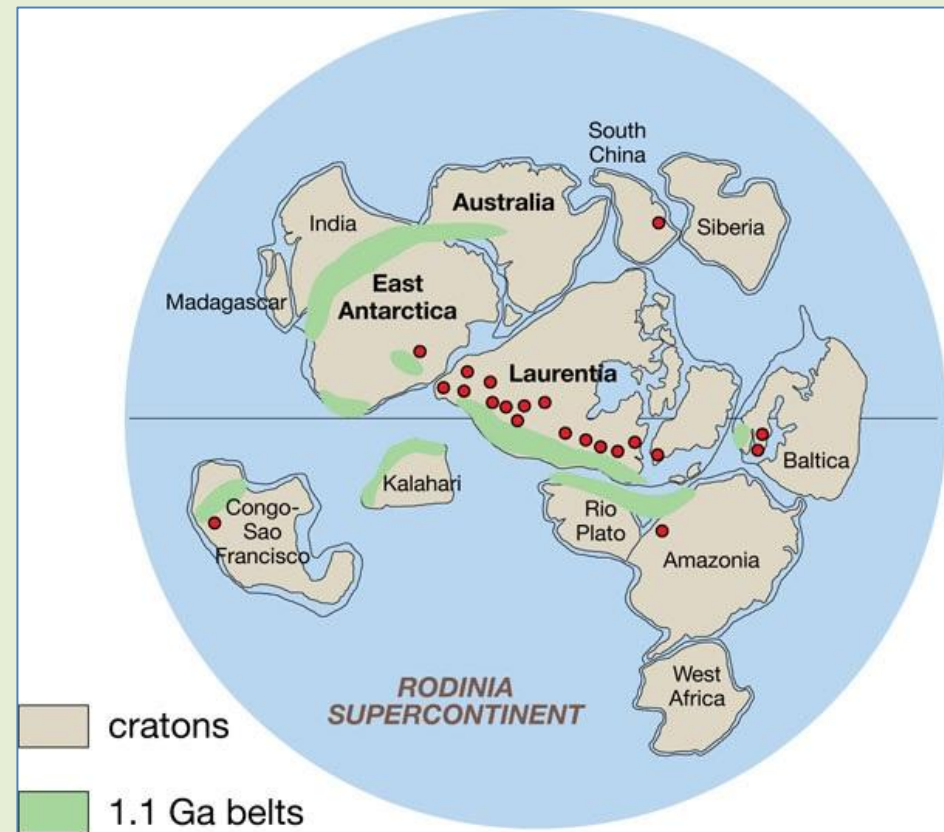 South
China
Australia
Siberia
India
East
Antarctica
Madagascar
Laurentia
Baltica
Kalahari
Congo-
Sao
Francisco
Rio
Plato
Amazonia
West
Africa
RODINIA
SUPERCONTINENT
cratons
1.1 Ga belts